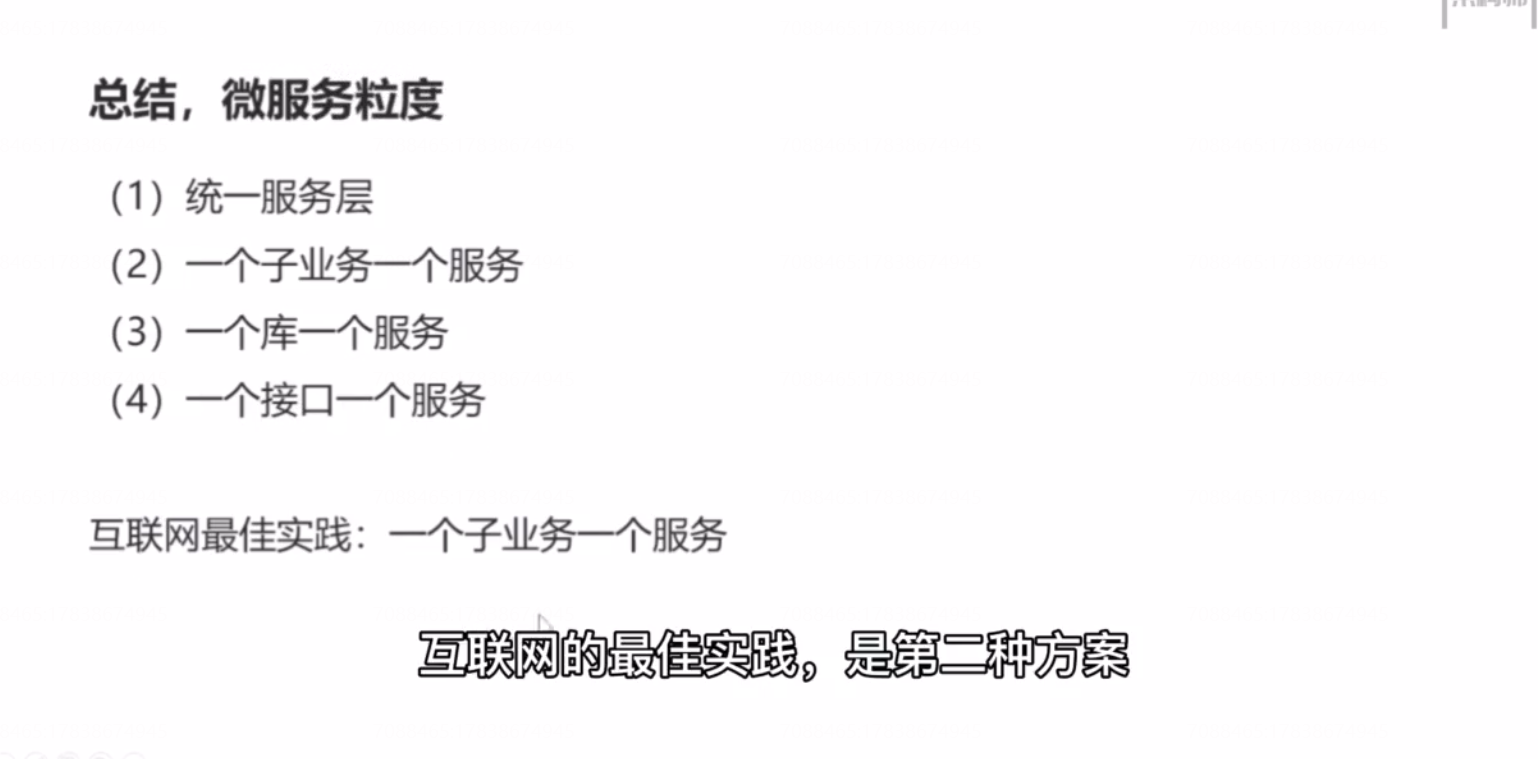 总结，微服务粒度
（1）统一服务层
（2）一个子业务一个服务
（3）一个库一个服务
（4）一个接口一个服务
互联网最佳实践：一个子业务一个服务
互联网的最佳实践，是第二种方案